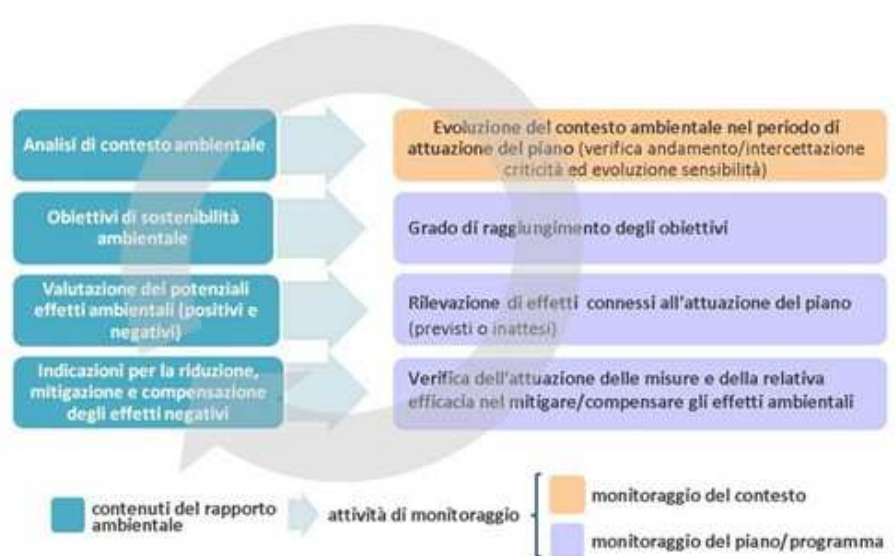 Analisi di contesto ambientale
Evoluzione del contesto ambientale nel periodo di
attuazione del piano (verifica andamento/intercettazione
criticità ed evoluzione sensibilità)
Obiettivi di sostenibilità
ambientale
Grado di raggiungimento degli obiettivi
Valutazione dei potenziali
effetti ambientali (positivi e
negativi)
Rilevazione di effetti connessi all'attuazione del piano
(previsti o inattesi)
Indicazioni per la riduzione,
mitigazione e compensazione
degli effetti negativi
Verifica dell'attuazione delle misure e della relativa
efficacia nel mitigare/compensare gli effetti ambientali
contenuti del rapporto
ambientale
attività di monitoraggio
monitoraggio del contesto
monitoraggio del piano/programma